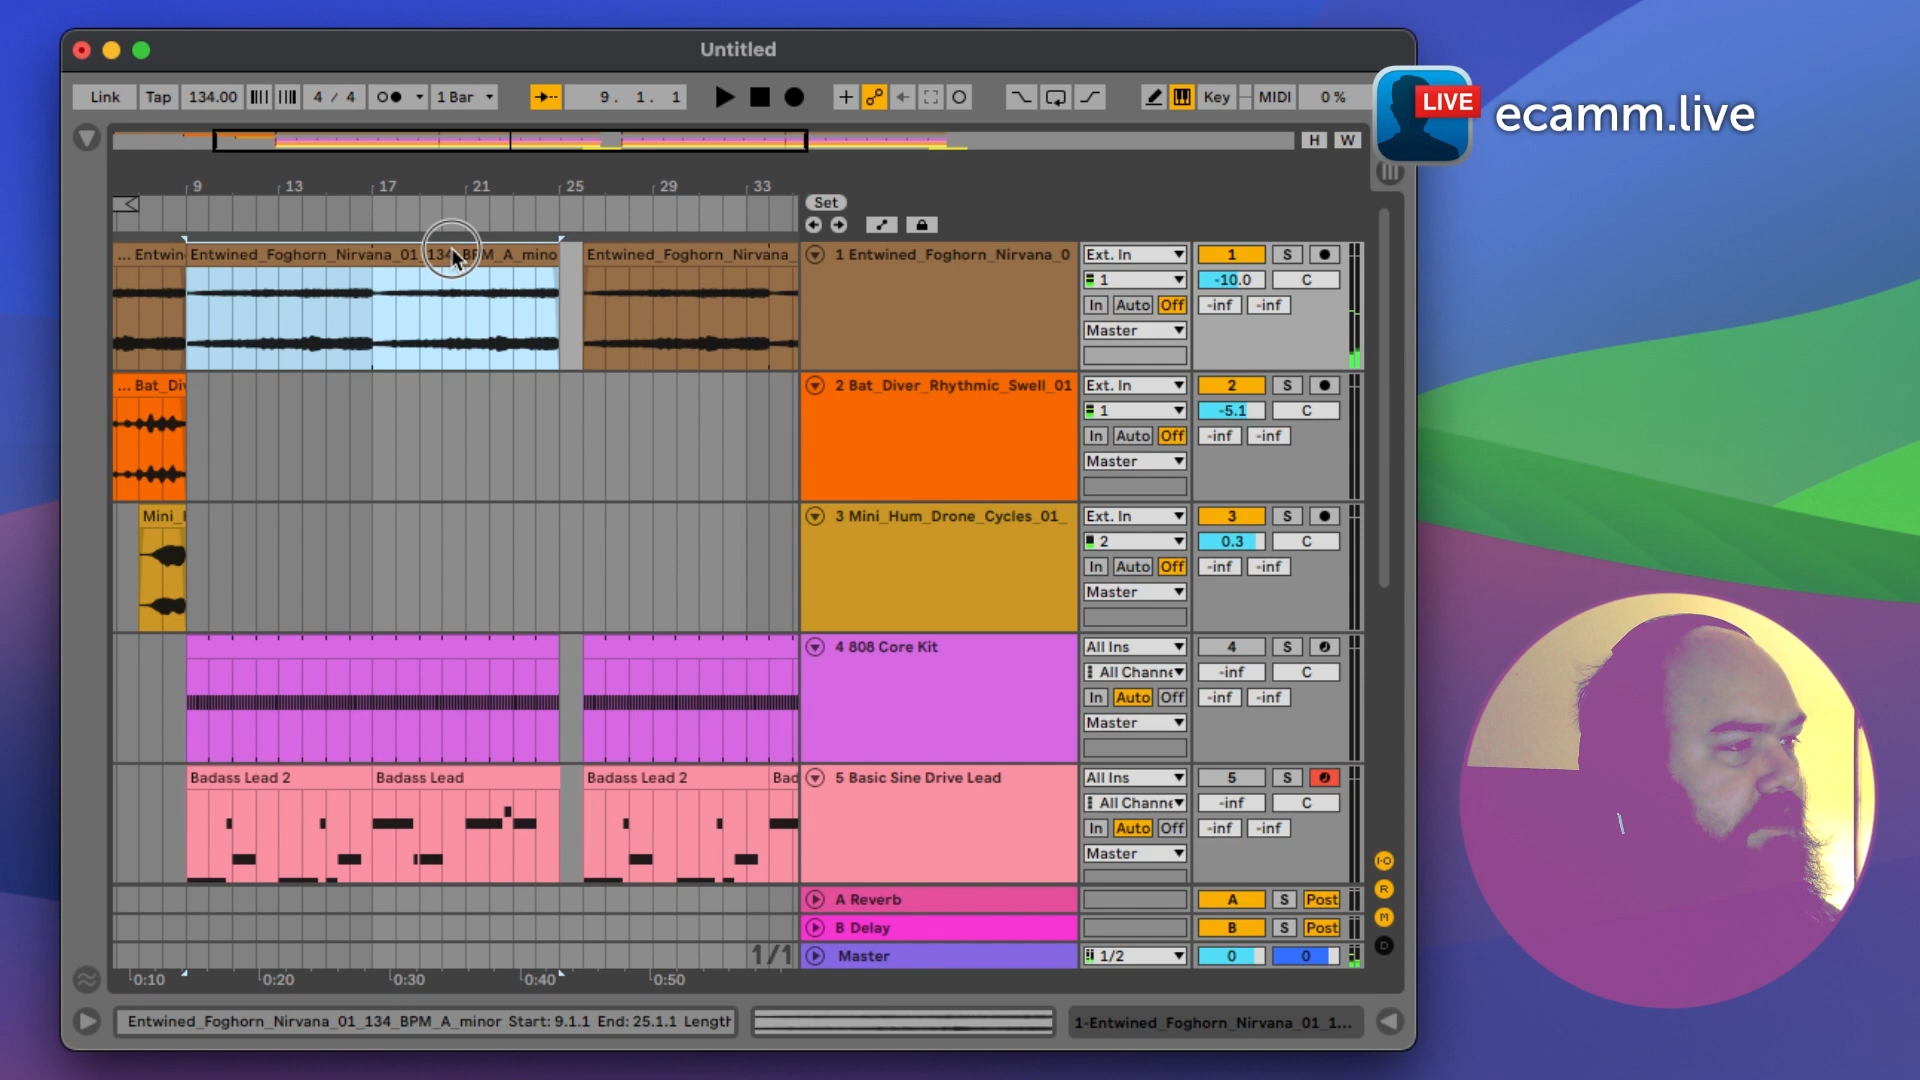 Untitled
Link Tap 134.00 4 / 4 1 Bar 9. 1. 1 + Key MIDI 0 %
LIVE
ecamm.live
H W
9 13 17 21 25 29 33
Set
... Entwin Entwined_Foghorn_Nirvana_01_134_BPM_A_mino Entwined_Foghorn_Nirvana_ 1 Entwined_Foghorn_Nirvana_0 Ext. In 1 S
1 -10.0 C
In Auto Off -inf -inf
Master
... Bat_Div 2 Bat_Diver_Rhythmic_Swell_01 Ext. In 2 S
1 -5.1 C
In Auto Off -inf -inf
Master
Mini_H 3 Mini_Hum_Drone_Cycles_01_ Ext. In 3 S
2 0.3 C
In Auto Off -inf -inf
Master
4 808 Core Kit All Ins 4 S
All Channe -inf C
In Auto Off -inf -inf
Master
Badass Lead 2 Badass Lead Badass Lead 2 Bad 5 Basic Sine Drive Lead All Ins 5 S
All Channe -inf C
In Auto Off -inf -inf
Master
I·O
A Reverb A S Post R
B Delay B S Post M
1/1 Master 1/2 0 0 D
0:10 0:20 0:30 0:40 0:50
Entwined_Foghorn_Nirvana_01_134_BPM_A_minor Start: 9.1.1 End: 25.1.1 Length 1-Entwined_Foghorn_Nirvana_01_1...